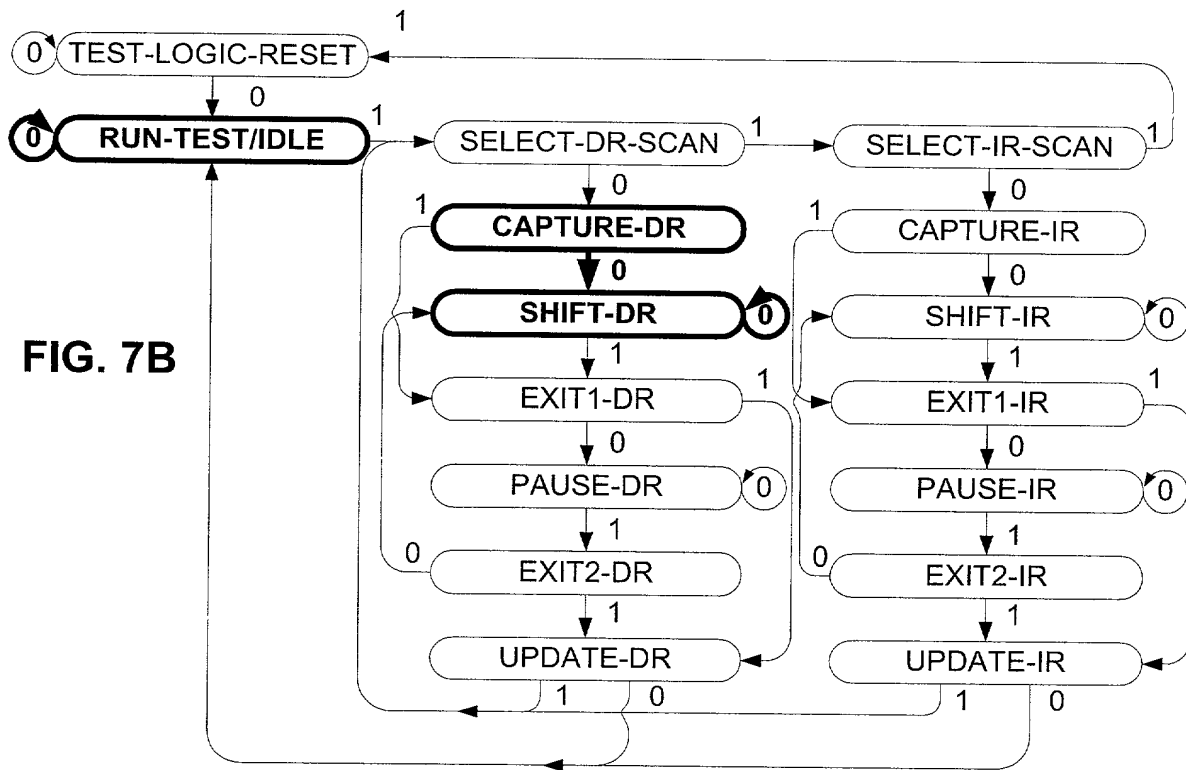 1
0 TEST-LOGIC-RESET
0
0 RUN-TEST/IDLE 1 SELECT-DR-SCAN 1 SELECT-IR-SCAN 1
0 0
1 CAPTURE-DR 1 CAPTURE-IR
0 0
SHIFT-DR 0 SHIFT-IR 0
FIG. 7B
1 1
EXIT1-DR 1 EXIT1-IR 1
0 0
PAUSE-DR 0 PAUSE-IR 0
1 1
0 EXIT2-DR 0 EXIT2-IR
1 1
UPDATE-DR UPDATE-IR
1 0 1 0